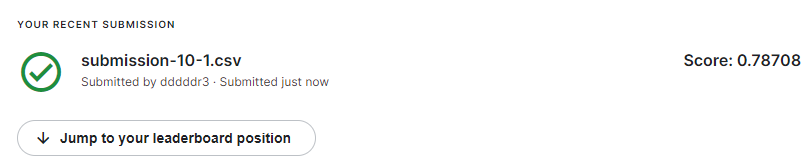 YOUR RECENT SUBMISSION
submission-10-1.csv
Score: 0.78708
Submitted by dddddr3 · Submitted just now
Jump to your leaderboard position